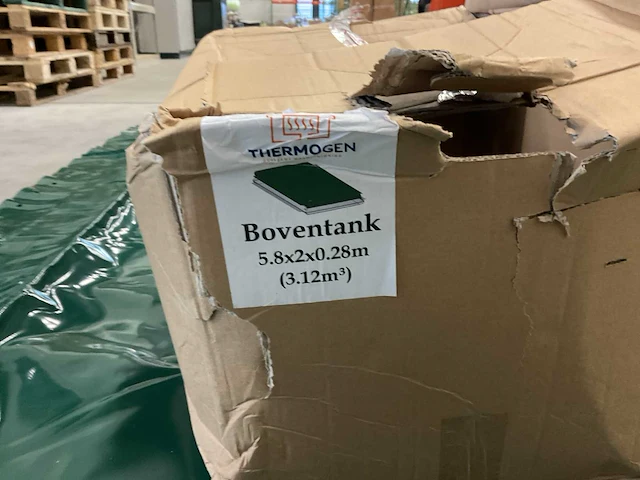 THERMOGEN
Boventank
5.8x2x0.28m
(3.12m³)